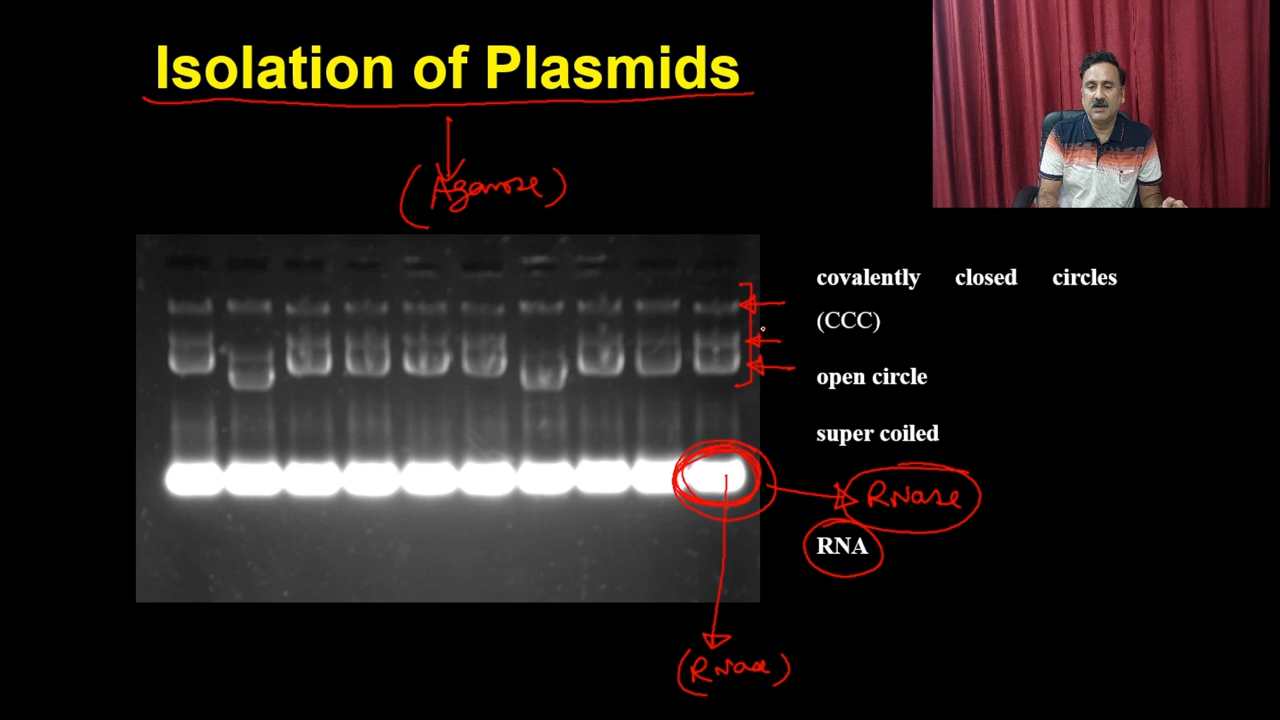 Isolation of Plasmids
(Agarose)
covalently closed circles
(CCC)
open circle
super coiled
RNase
RNA
(RNase)